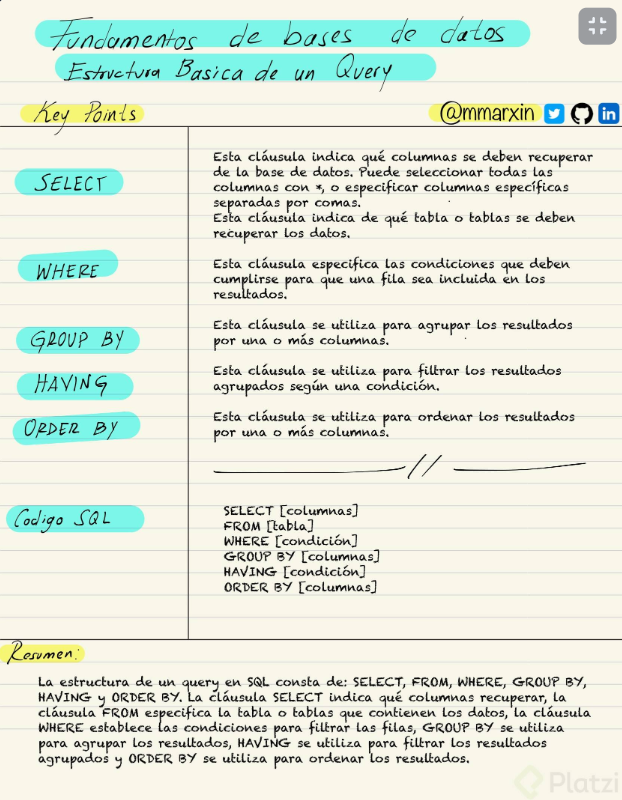 Fundamentos de bases de datos
Estructura Basica de un Query
Key Points
@mmarxin
in
SELECT
Esta cláusula indica qué columnas se deben recuperar
de la base de datos. Puede seleccionar todas las
columnas con *, o especificar columnas específicas
separadas por comas.
Esta cláusula indica de qué tabla o tablas se deben
recuperar los datos.
WHERE
Esta cláusula especifica las condiciones que deben
cumplirse para que una fila sea incluida en los
resultados.
GROUP BY
Esta cláusula se utiliza para agrupar los resultados
por una o más columnas.
HAVING
Esta cláusula se utiliza para filtrar los resultados
agrupados según una condición.
ORDER BY
Esta cláusula se utiliza para ordenar los resultados
por una o más columnas.
//
Codigo SQL
SELECT [columnas]
FROM [tabla]
WHERE [condición]
GROUP BY [columnas]
HAVING [condición]
ORDER BY [columnas]
Resumen:
La estructura de un query en SQL consta de: SELECT, FROM, WHERE, GROUP BY,
HAVING y ORDER BY. La cláusula SELECT indica qué columnas recuperar, la
cláusula FROM especifica la tabla o tablas que contienen los datos, la cláusula
WHERE establece las condiciones para filtrar las filas, GROUP BY se utiliza
para agrupar los resultados, HAVING se utiliza para filtrar los resultados
agrupados y ORDER BY se utiliza para ordenar los resultados.
Platzi